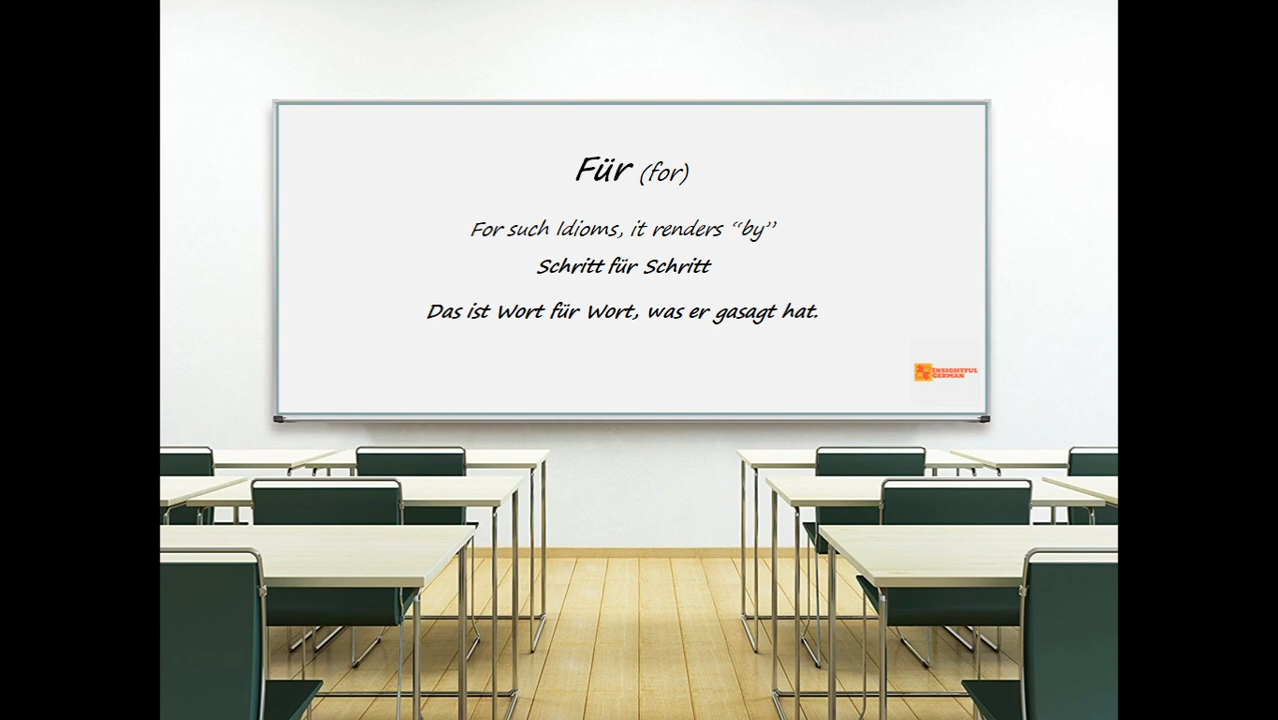 Für (for)
For such Idioms, it renders “by”
Schritt für Schritt
Das ist Wort für Wort, was er gasagt hat.
INSIGHTFUL
GERMAN